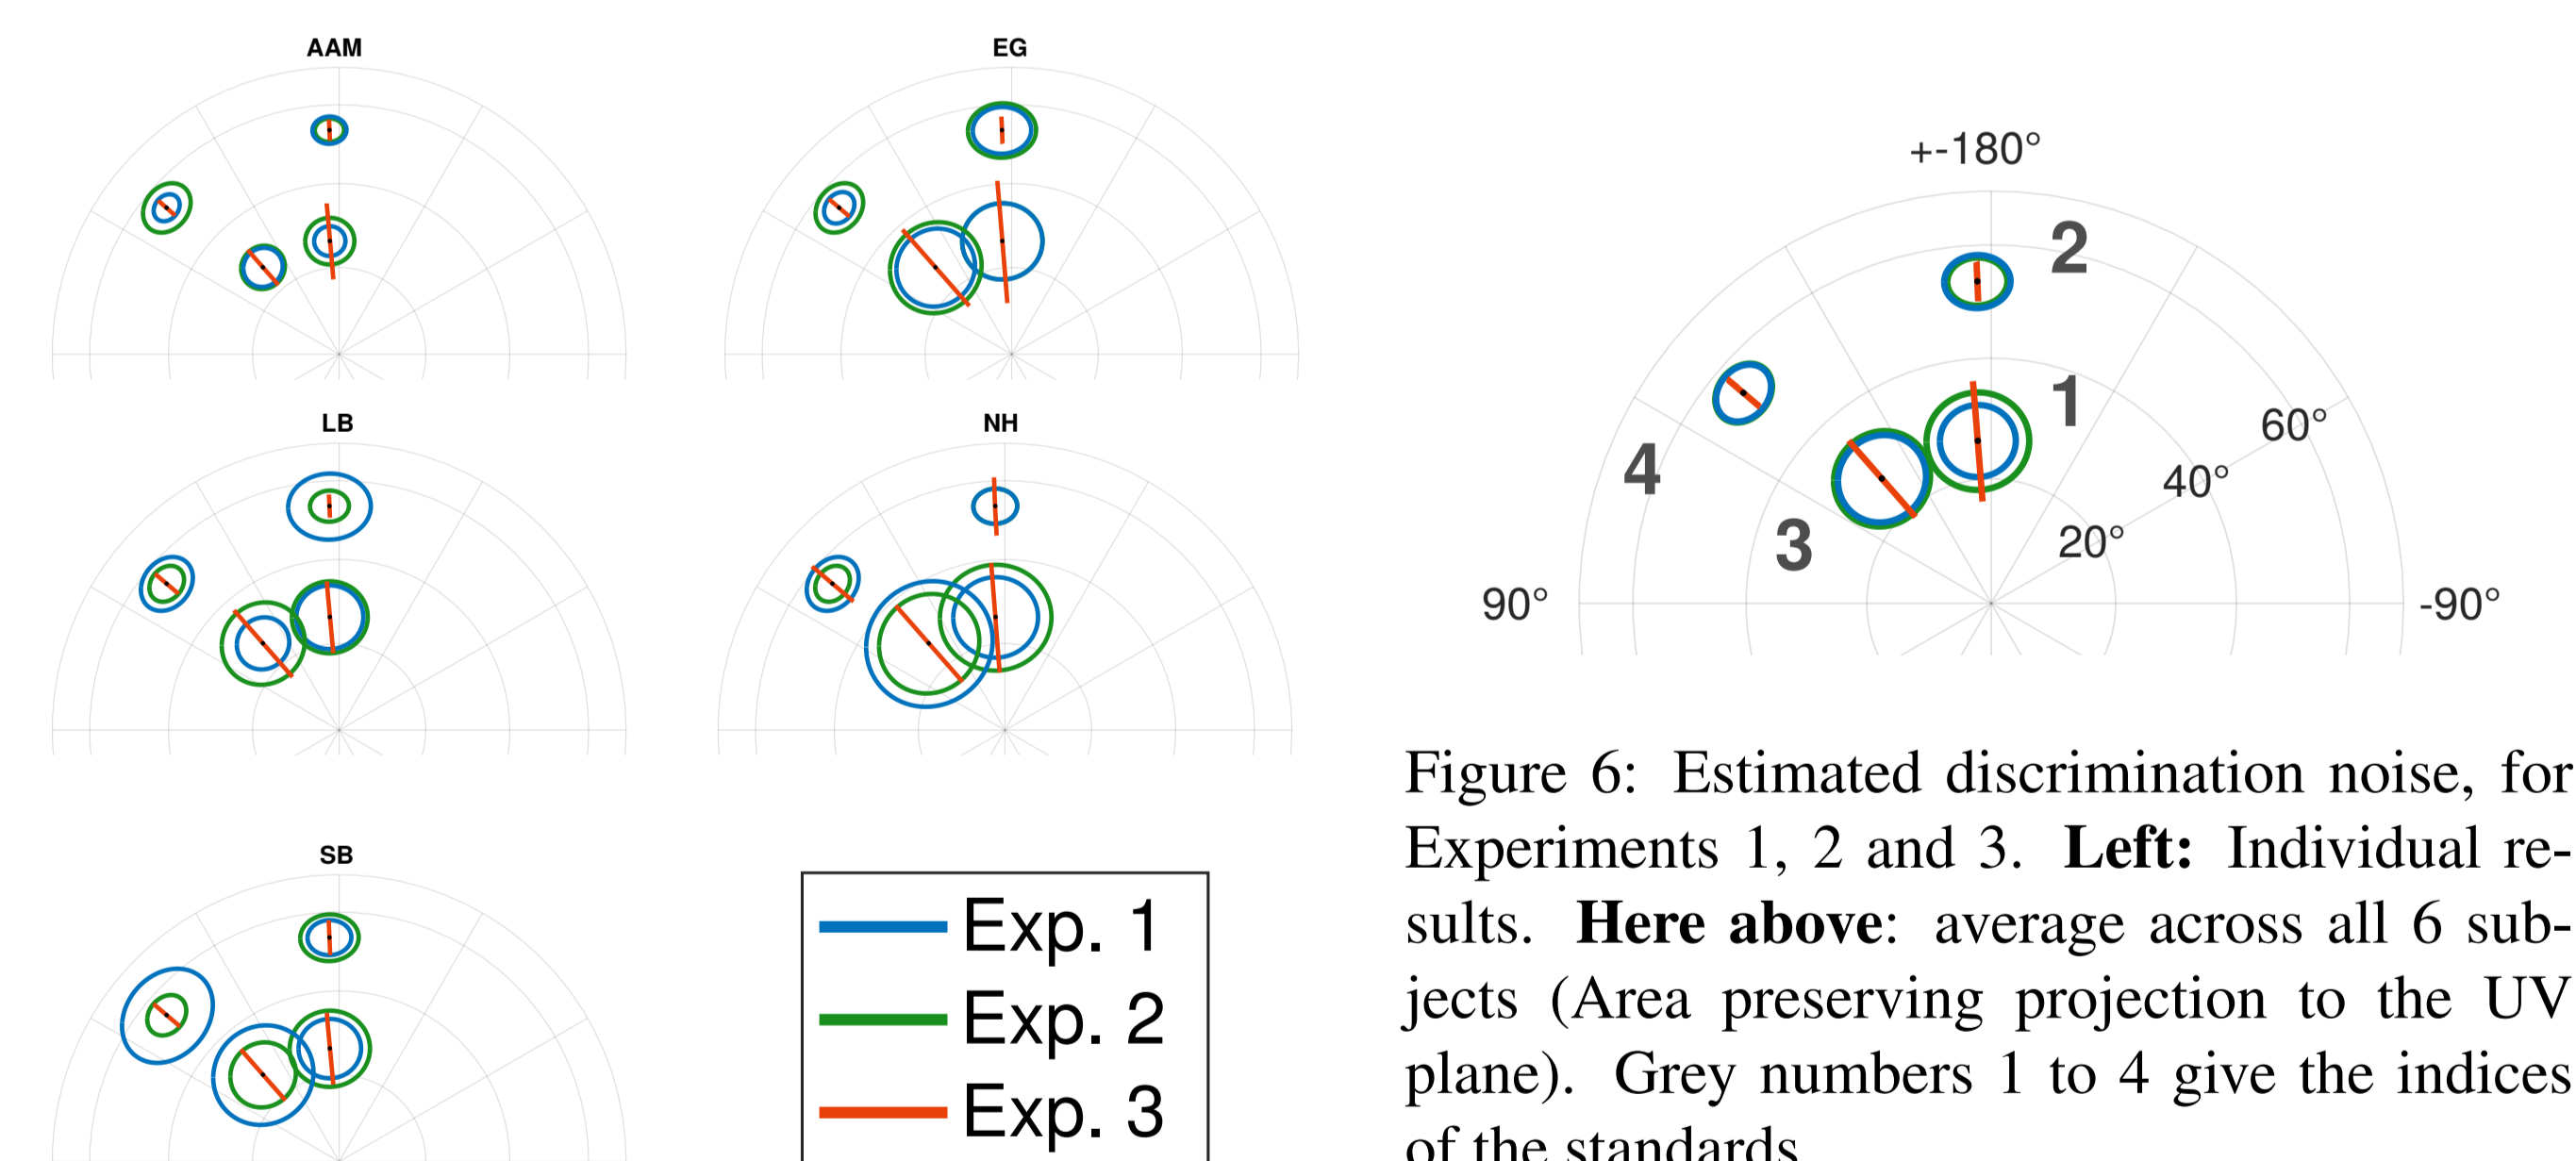 AAM
EG
LB
NH
SB
Exp. 1
Exp. 2
Exp. 3
+-180°
2
1
60°
4
40°
3
20°
90°
-90°
Figure 6: Estimated discrimination noise, for
Experiments 1, 2 and 3. Left: Individual re-
sults. Here above: average across all 6 sub-
jects (Area preserving projection to the UV
plane). Grey numbers 1 to 4 give the indices
of the standards